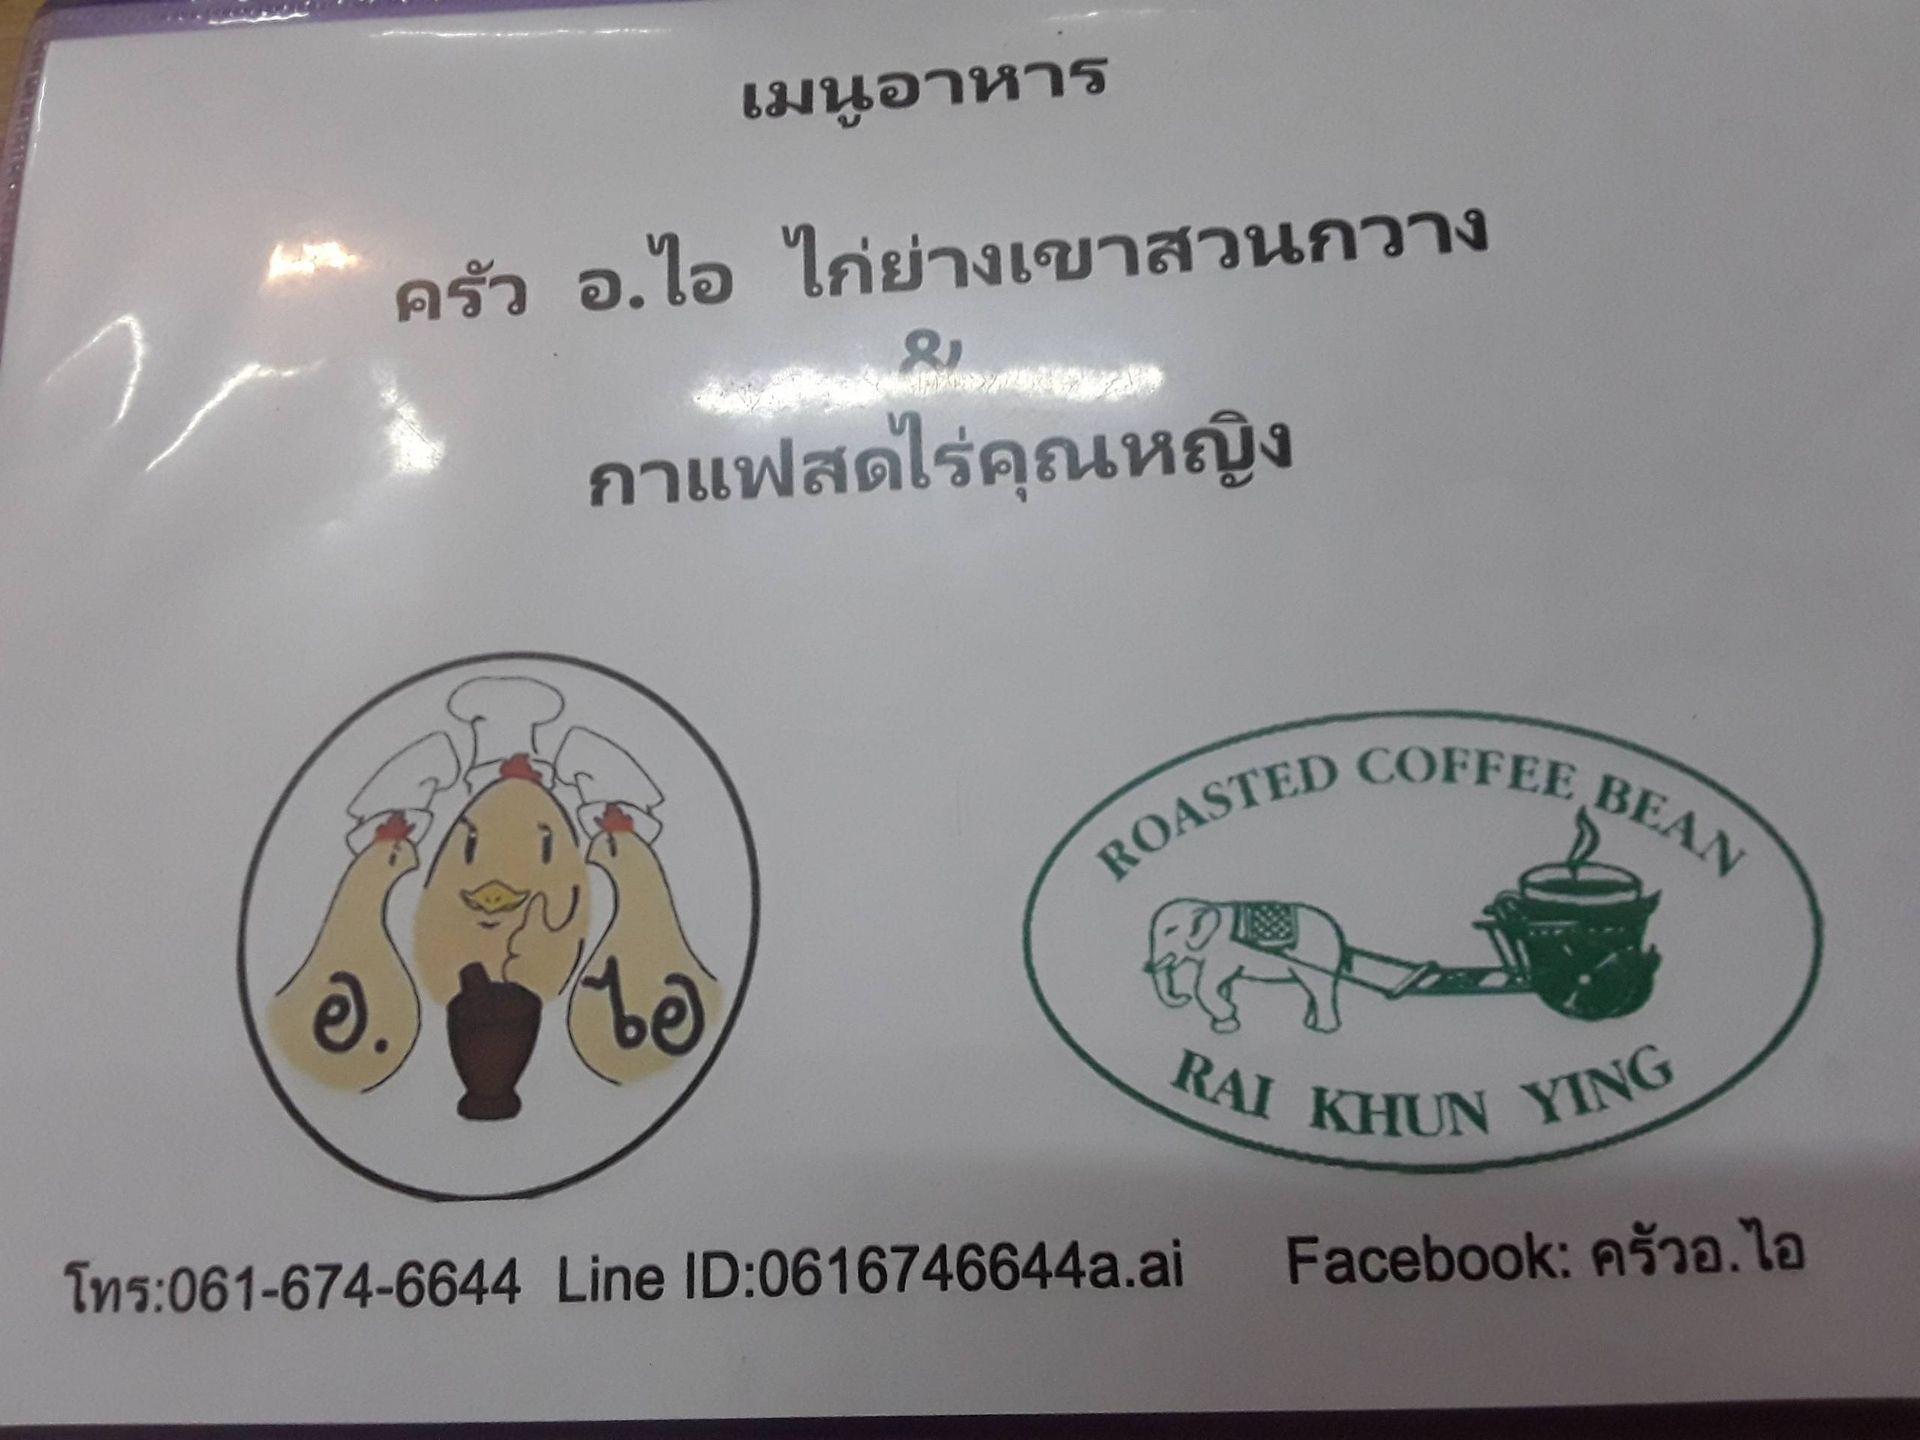 เมนูอาหาร
ครัว อ.ไอ ไก่ย่างเขาสวนกวาง
&
กาแฟสดไร่คุณหญิง
อ. ไอ
ROASTED COFFEE BEAN
RAI KHUN YING
โทร:061-674-6644 Line ID:0616746644a.ai Facebook: ครัวอ.ไอ